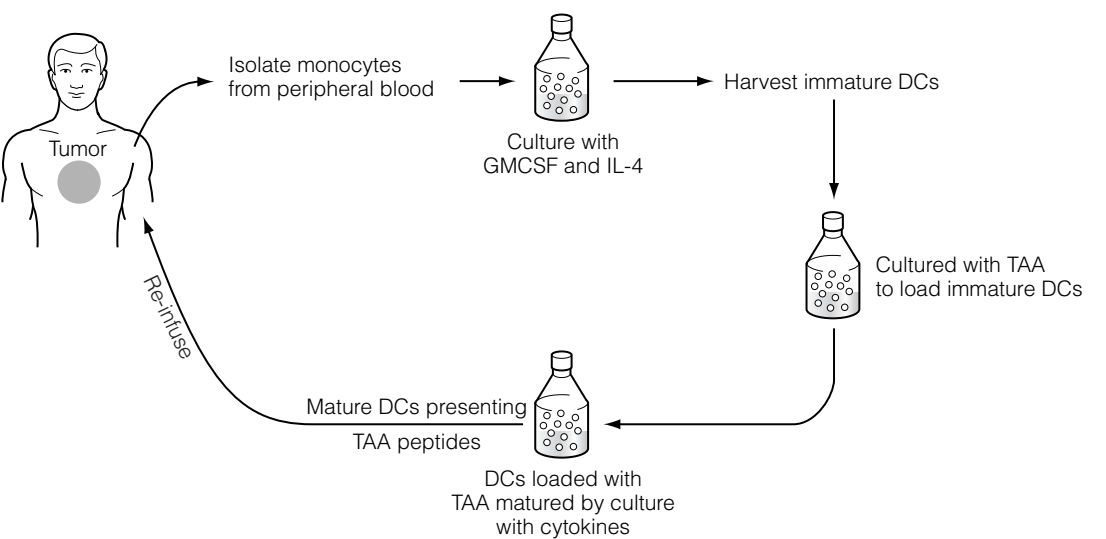 Isolate monocytes
from peripheral blood
Culture with
GMCSF and IL-4
Harvest immature DCs
Tumor
Cultured with TAA
to load immature DCs
Re-infuse
Mature DCs presenting
TAA peptides
DCs loaded with
TAA matured by culture
with cytokines